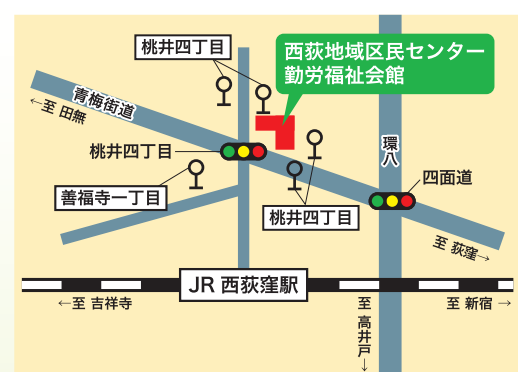 桃井四丁目
西荻地域区民センター
勤労福祉会館
青梅街道
←至 田無
環八
桃井四丁目
四面道
善福寺一丁目
桃井四丁目
至 荻窪→
JR 西荻窪駅
←至 吉祥寺
至 高井戸→
至 新宿→